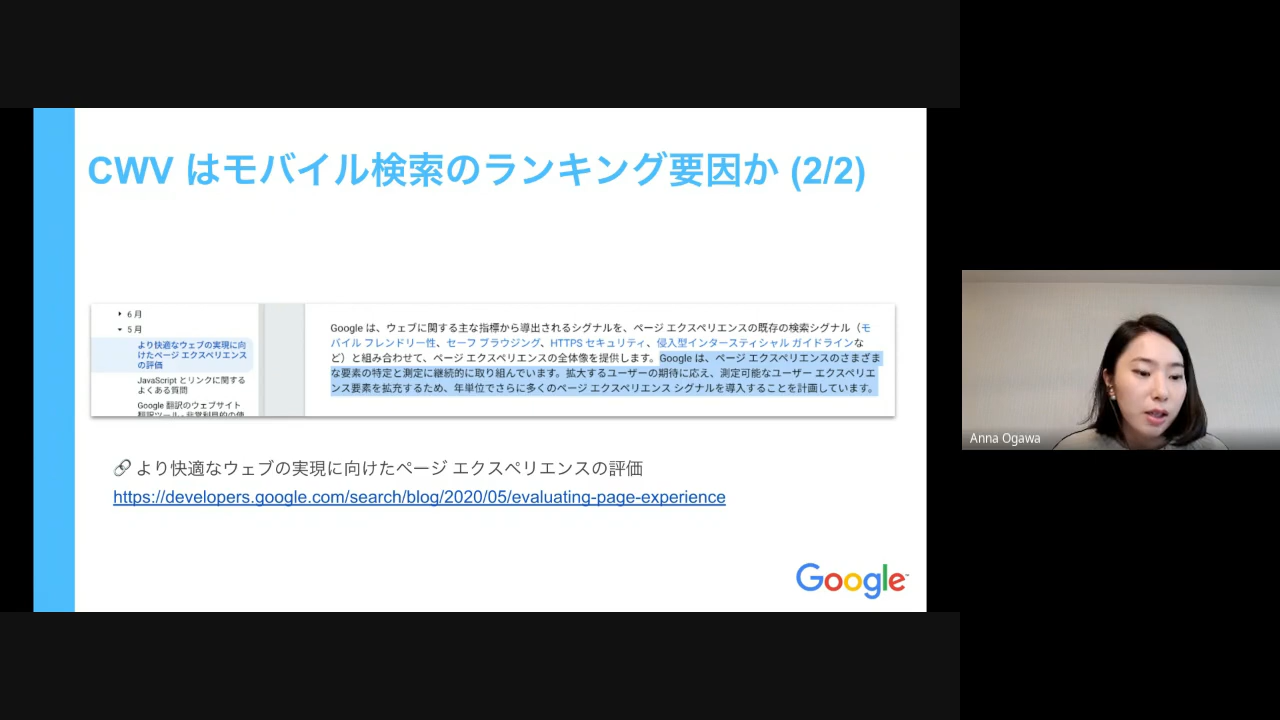 CWV はモバイル検索のランキング要因か (2/2)
6 月
5 月
より快適なウェブの実現に向
けたページ エクスペリエンス
の評価
JavaScript とリンクに関する
よくある質問
Google 翻訳のウェブサイト
翻訳ツール - 非営利目的の使
Google は、ウェブに関する主な指標から導出されるシグナルを、ページ エクスペリエンスの既存の検索シグナル（モ
バイル フレンドリー性、セーフ ブラウジング、HTTPS セキュリティ、侵入型インタースティシャル ガイドラインな
ど）と組み合わせて、ページ エクスペリエンスの全体像を提供します。Google は、ページ エクスペリエンスのさまざま
な要素の特定と測定に継続的に取り組んでいます。拡大するユーザーの期待に応え、測定可能なユーザー エクスペリエ
ンス要素を拡充するため、年単位でさらに多くのページ エクスペリエンス シグナルを導入することを計画しています。
より快適なウェブの実現に向けたページ エクスペリエンスの評価
https://developers.google.com/search/blog/2020/05/evaluating-page-experience
Google
Anna Ogawa